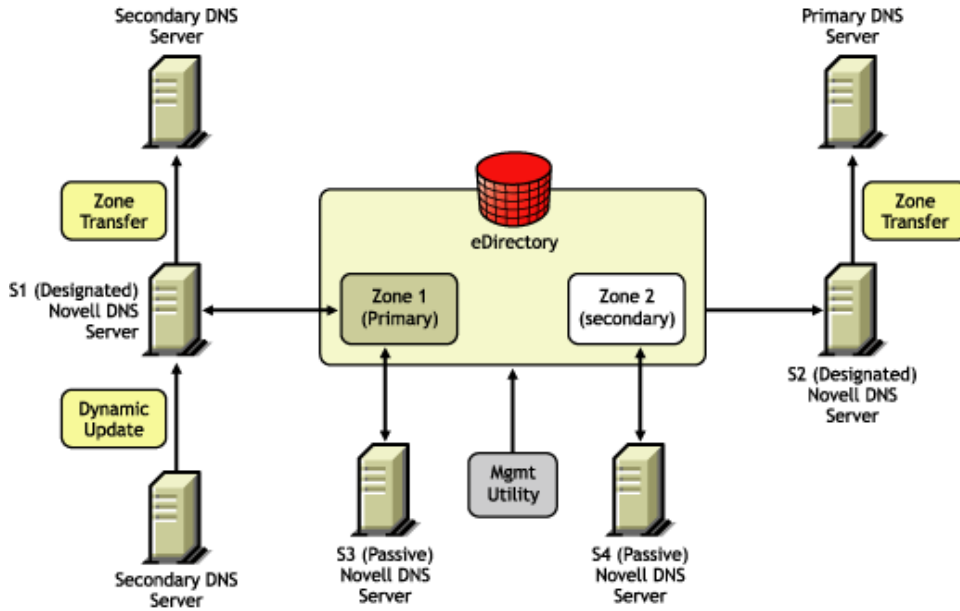 Secondary DNS
Server
Primary DNS
Server
Zone
Transfer
Zone
Transfer
eDirectory
S1 (Designated)
Novell DNS
Server
Zone 1
(Primary)
Zone 2
(secondary)
S2 (Designated)
Novell DNS
Server
Dynamic
Update
Mgmt
Utility
S3 (Passive)
Novell DNS
Server
S4 (Passive)
Novell DNS
Server
Secondary DNS
Server